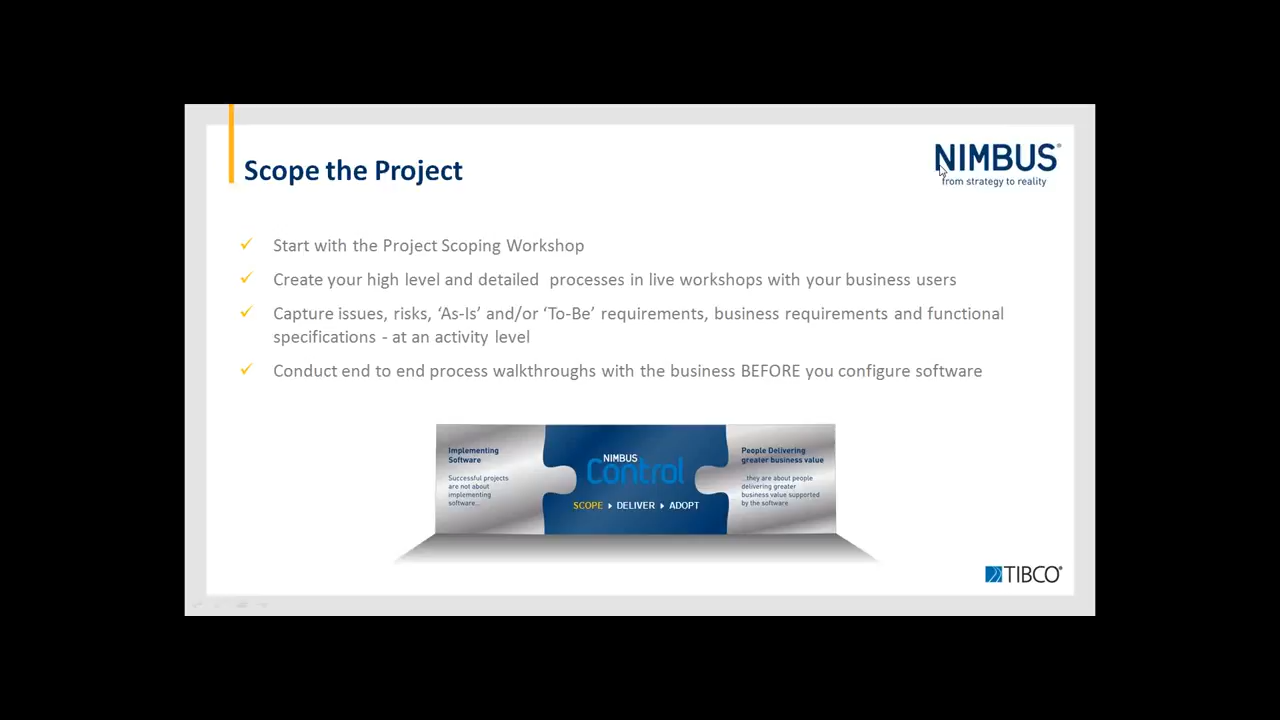 Scope the Project
NIMBUS®
from strategy to reality
Start with the Project Scoping Workshop
Create your high level and detailed processes in live workshops with your business users
Capture issues, risks, ‘As-Is’ and/or ‘To-Be’ requirements, business requirements and functional
specifications - at an activity level
Conduct end to end process walkthroughs with the business BEFORE you configure software
Implementing
Software
Successful projects
are not about
implementing
software...
NIMBUS
Control
SCOPE DELIVER ADOPT
People Delivering
greater business value
...they are about people
delivering greater
business value supported
by the software
TIBCO®